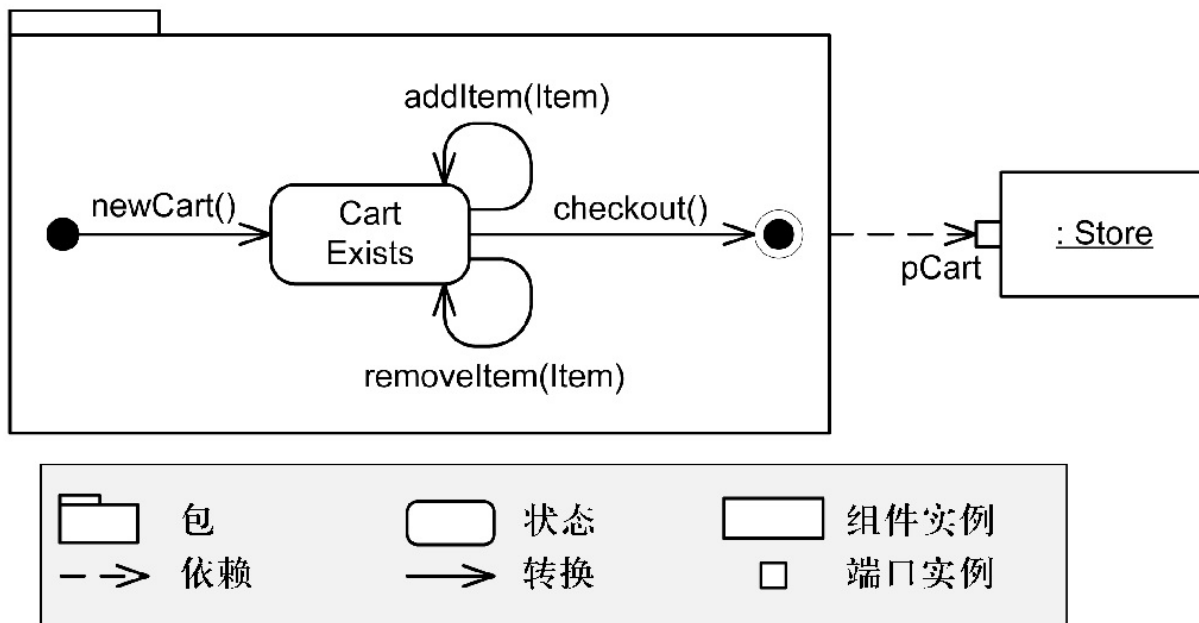 addItem(Item)
newCart()
Cart
Exists
checkout()
removeItem(Item)
pCart
: Store
包
状态
组件实例
依赖
转换
端口实例